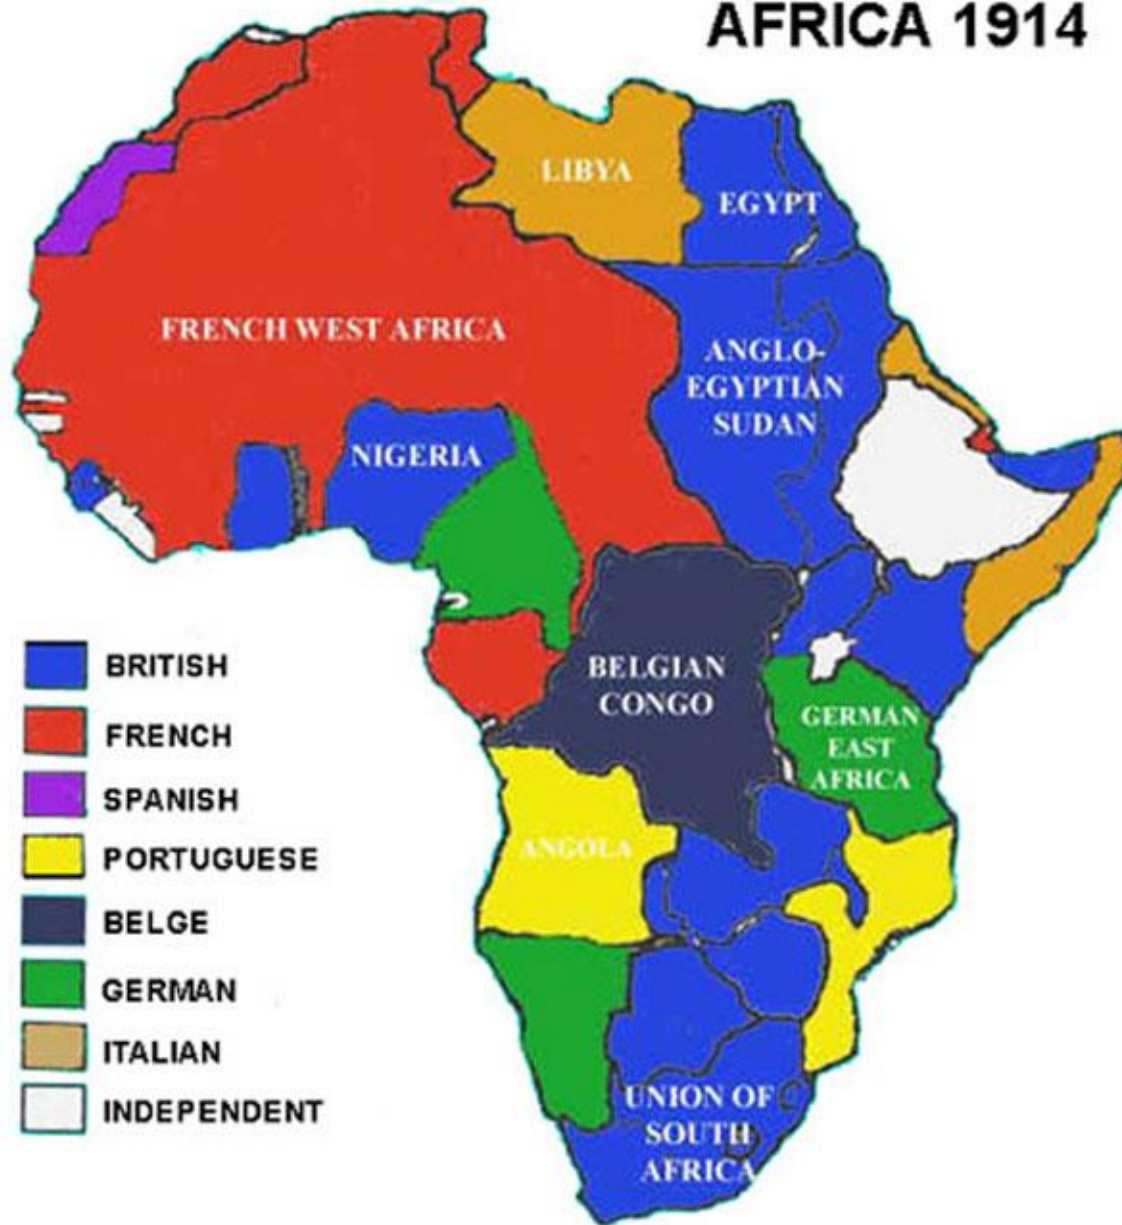 AFRICA 1914
LIBYA
EGYPT
FRENCH WEST AFRICA
ANGLO-
EGYPTIAN
SUDAN
NIGERIA
BELGIAN
CONGO
GERMAN
EAST
AFRICA
ANGOLA
UNION OF
SOUTH
AFRICA
BRITISH
FRENCH
SPANISH
PORTUGUESE
BELGE
GERMAN
ITALIAN
INDEPENDENT